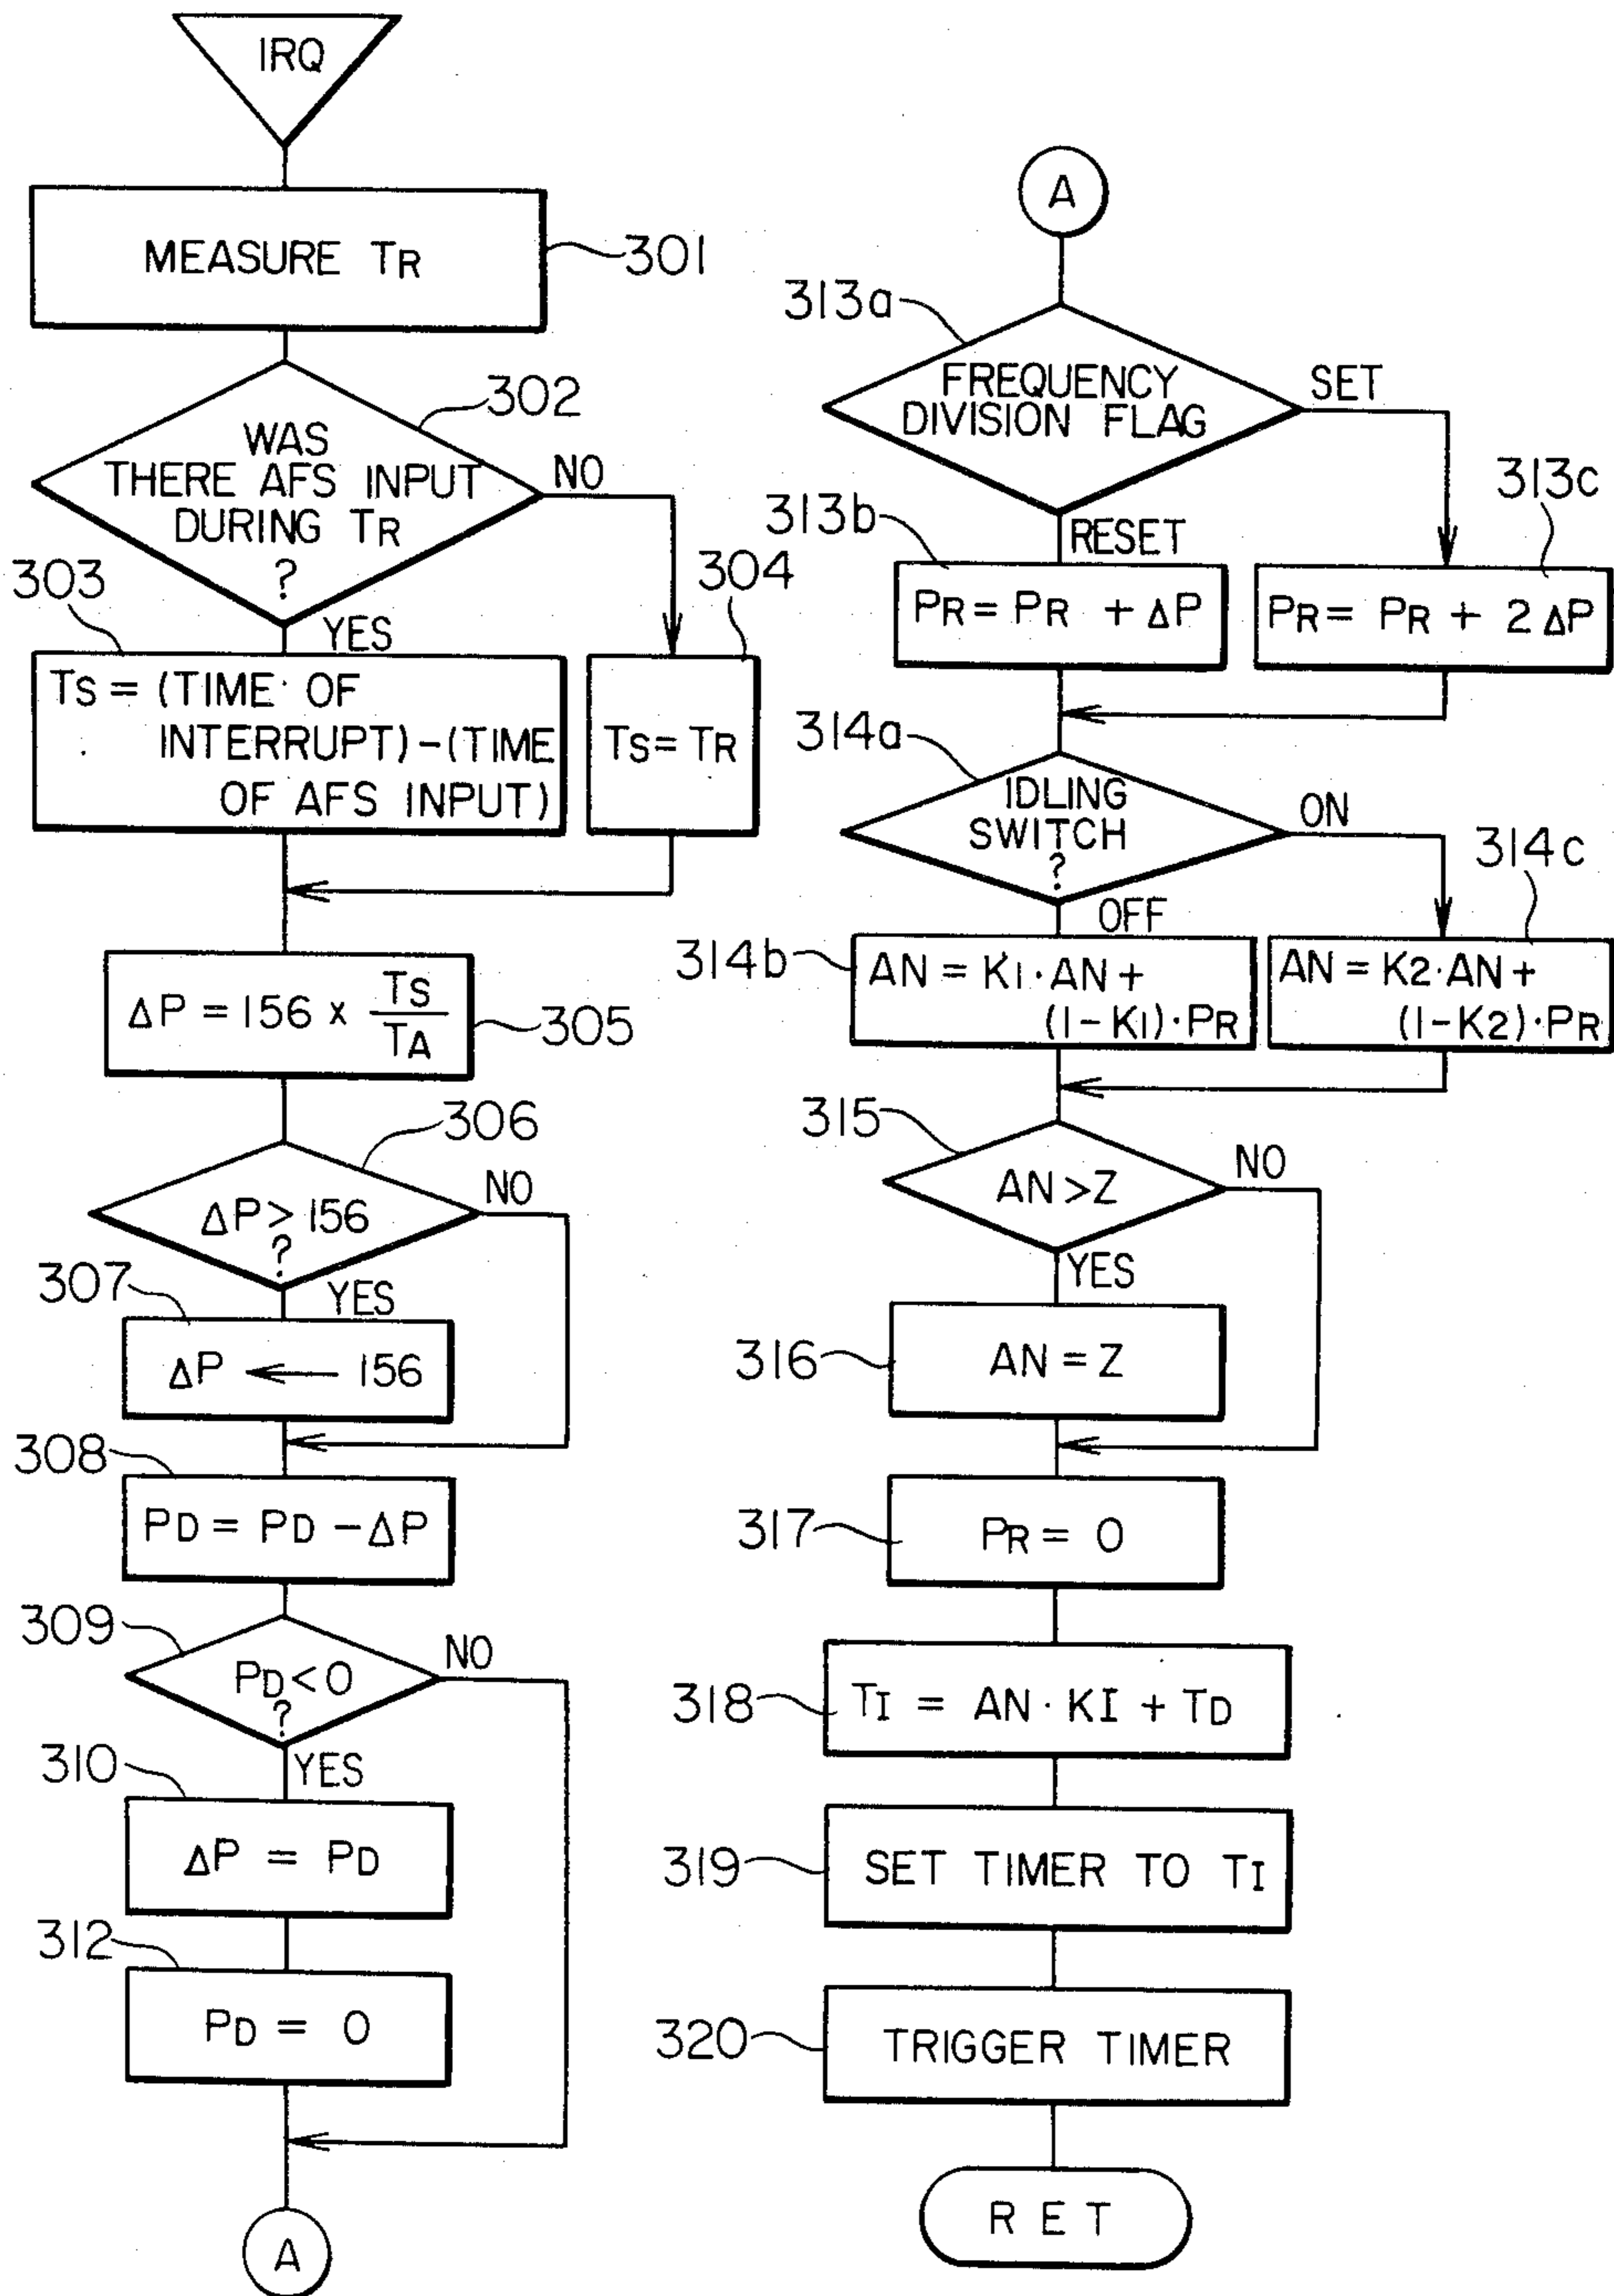 IRQ
MEASURE TR
301
302
WAS
THERE AFS INPUT
DURING TR
?
NO
YES
303
TS = (TIME OF
INTERRUPT) - (TIME
OF AFS INPUT)
304
TS = TR
ΔP = 156 x TS
TA
305
306
ΔP > 156
?
NO
YES
307
ΔP ← 156
308
PD = PD - ΔP
309
PD < 0
?
NO
YES
310
ΔP = PD
312
PD = 0
A
A
313a
FREQUENCY
DIVISION FLAG
SET
RESET
313b
PR = PR + ΔP
313c
PR = PR + 2ΔP
314a
IDLING
SWITCH
?
ON
OFF
314b
AN = K1·AN +
(1-K1)·PR
314c
AN = K2·AN +
(1-K2)·PR
315
AN > Z
NO
YES
316
AN = Z
317
PR = 0
318
TI = AN · KI + TD
319
SET TIMER TO TI
320
TRIGGER TIMER
RET